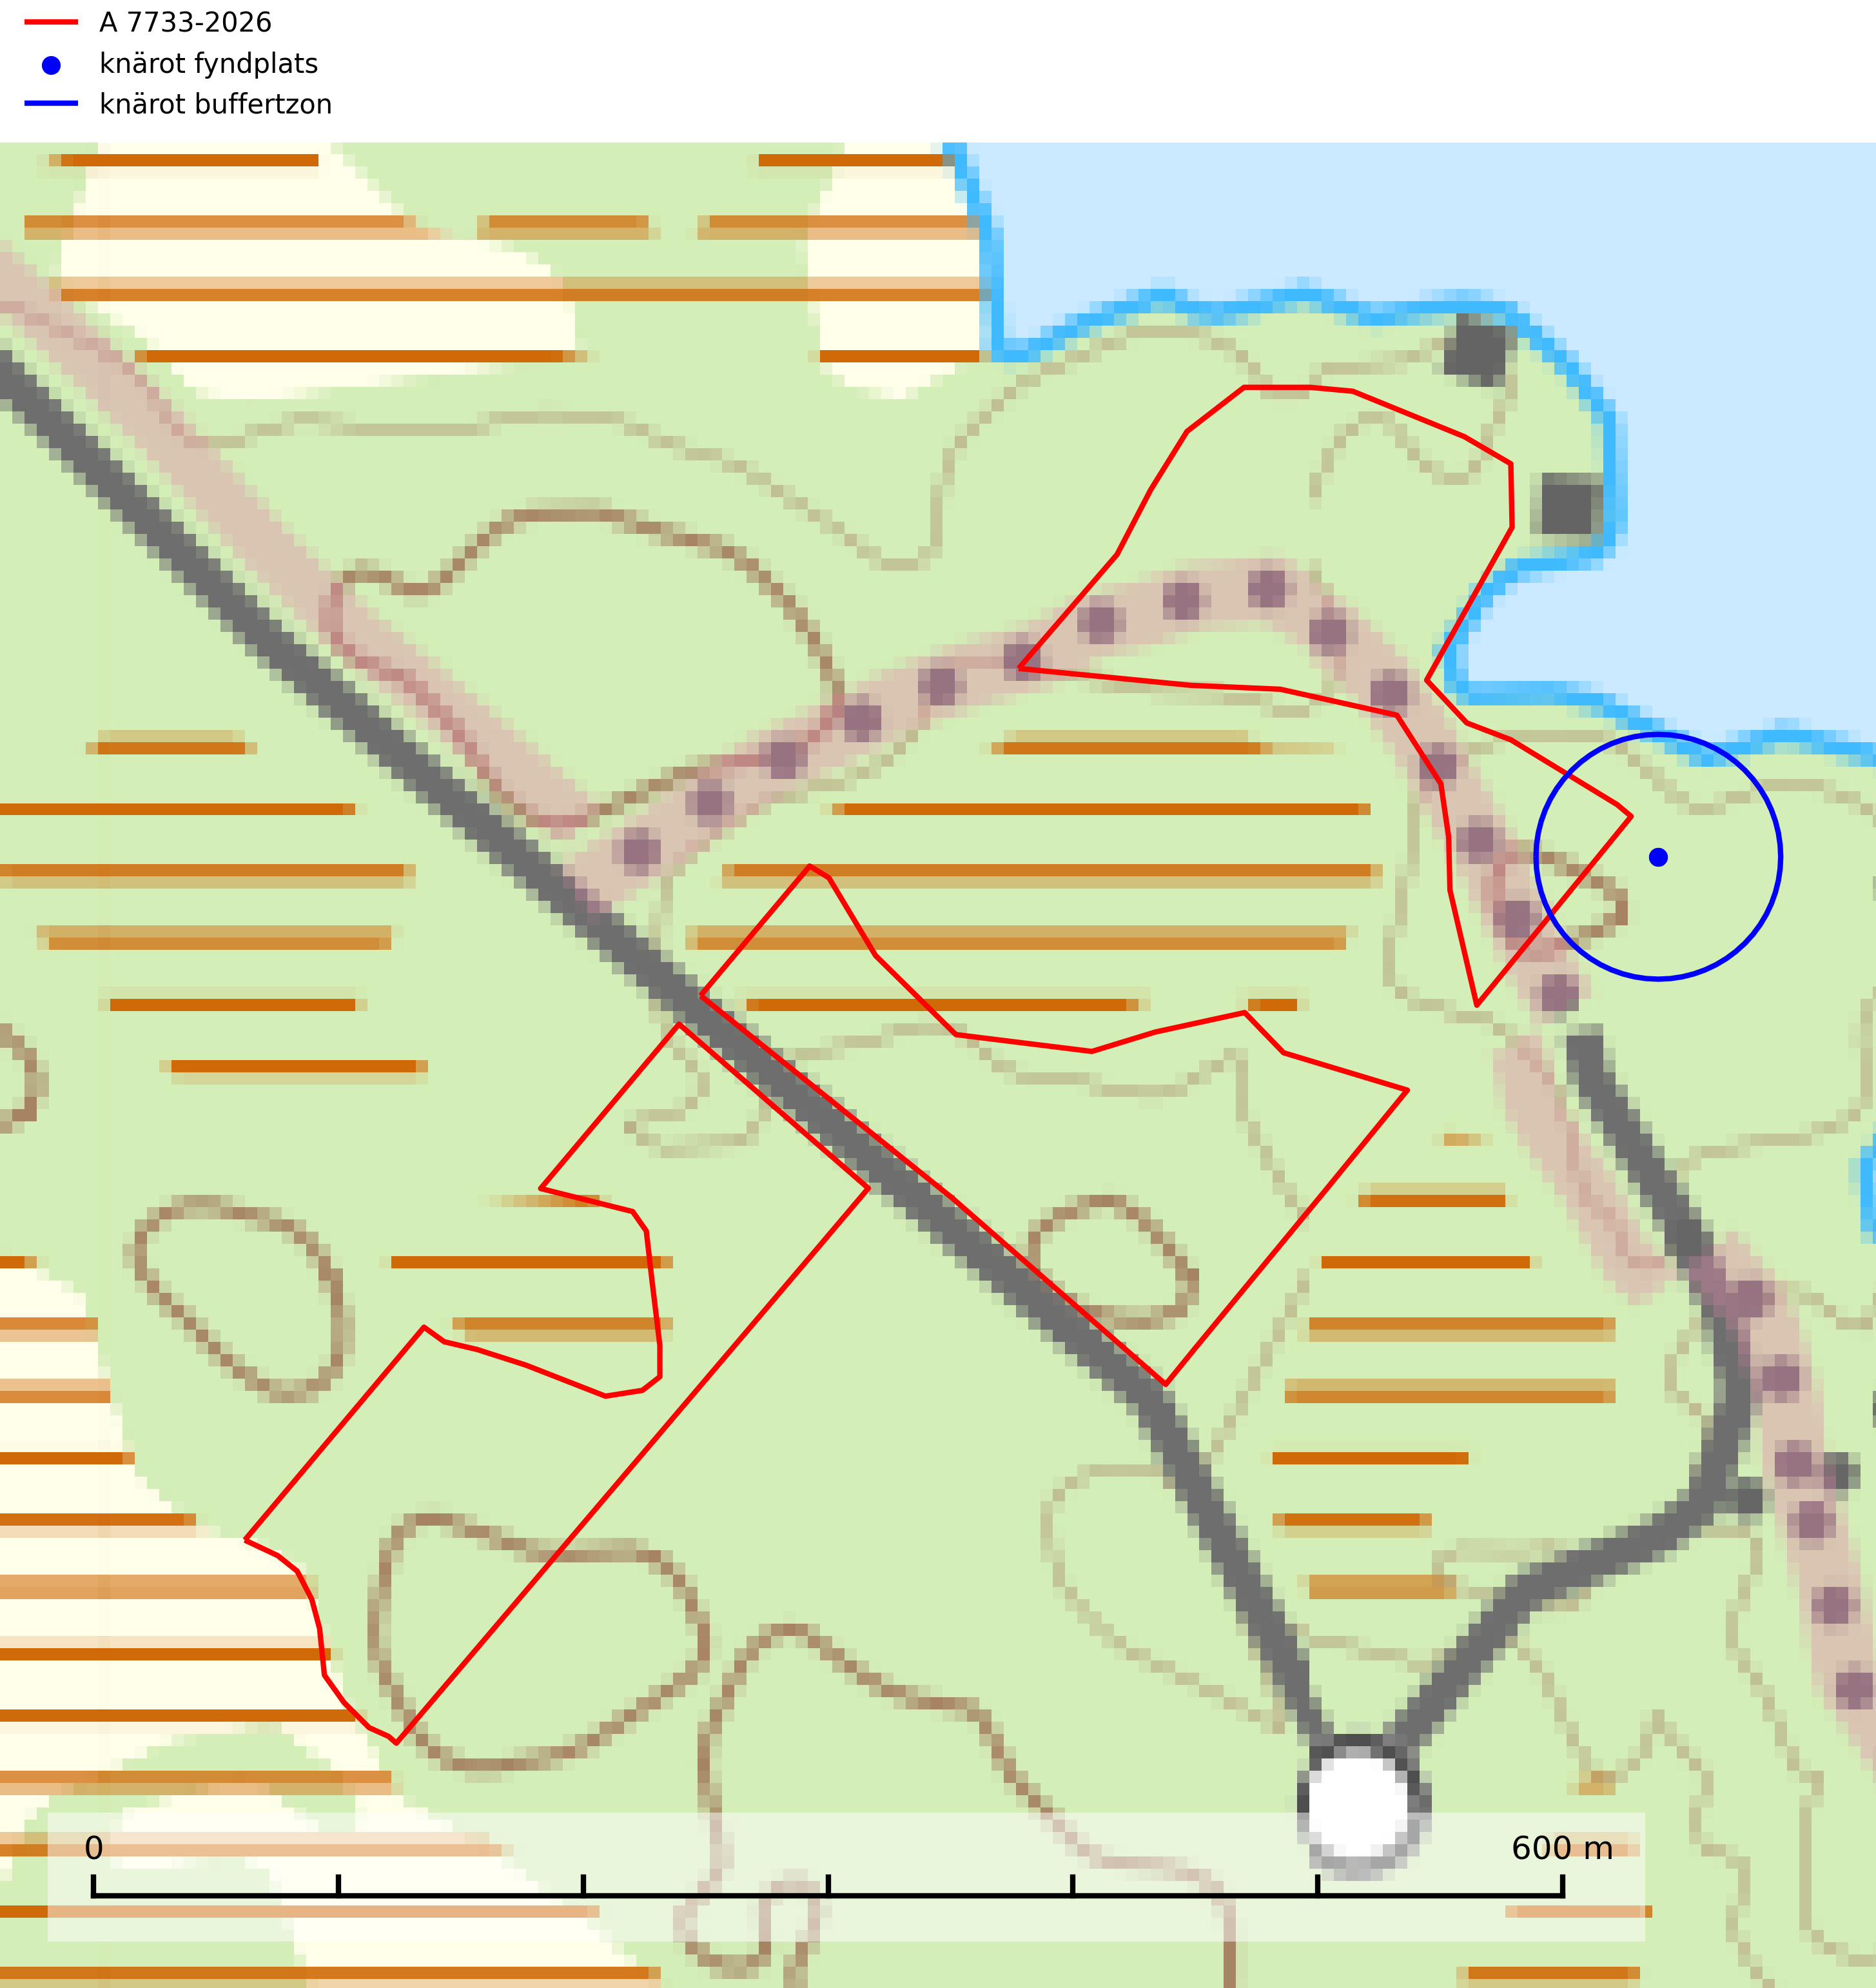 A 7733-2026
knärot fyndplats
knärot buffertzon
0 600 m